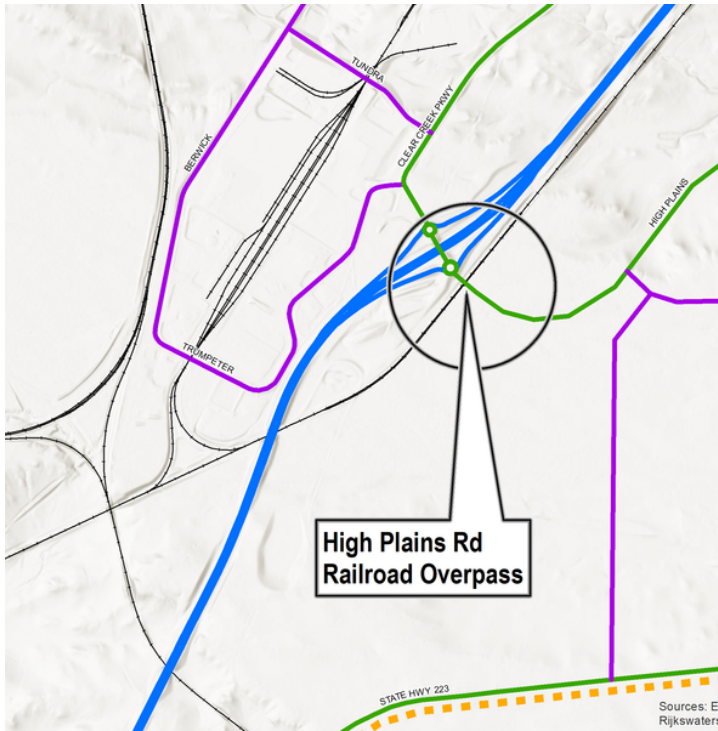 TUNDRA
BERWICK
CLEAR CREEK PKWY
HIGH PLAINS
TRUMPETER
High Plains Rd
Railroad Overpass
STATE HWY 223
Sources: E
Rijkswaters